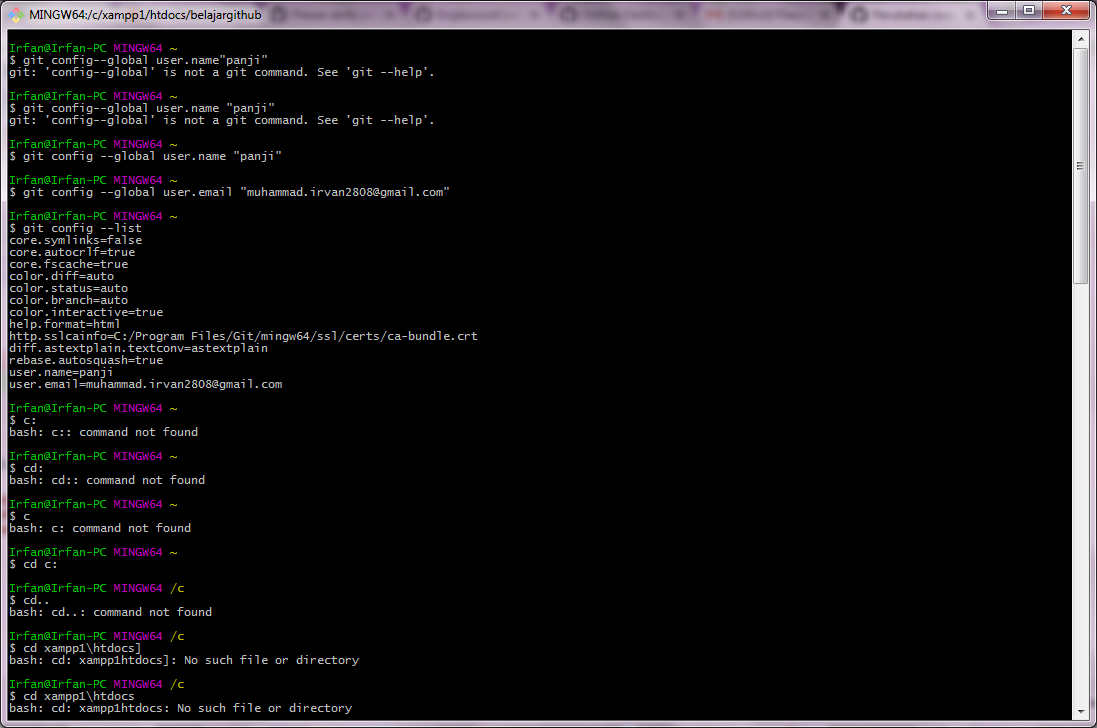 MINGW64:/c/xampp1/htdocs/belajargithub
Irfan@Irfan-PC MINGW64 ~
$ git config--global user.name"panji"
git: 'config--global' is not a git command. See 'git --help'.
Irfan@Irfan-PC MINGW64 ~
$ git config--global user.name "panji"
git: 'config--global' is not a git command. See 'git --help'.
Irfan@Irfan-PC MINGW64 ~
$ git config --global user.name "panji"
Irfan@Irfan-PC MINGW64 ~
$ git config --global user.email "muhammad.irvan2808@gmail.com"
Irfan@Irfan-PC MINGW64 ~
$ git config --list
core.symlinks=false
core.autocrlf=true
core.fscache=true
color.diff=auto
color.status=auto
color.branch=auto
color.interactive=true
help.format=html
http.sslcainfo=C:/Program Files/Git/mingw64/ssl/certs/ca-bundle.crt
diff.astextplain.textconv=astextplain
rebase.autosquash=true
user.name=panji
user.email=muhammad.irvan2808@gmail.com
Irfan@Irfan-PC MINGW64 ~
$ c:
bash: c:: command not found
Irfan@Irfan-PC MINGW64 ~
$ cd:
bash: cd:: command not found
Irfan@Irfan-PC MINGW64 ~
$ c
bash: c: command not found
Irfan@Irfan-PC MINGW64 ~
$ cd c:
Irfan@Irfan-PC MINGW64 /c
$ cd..
bash: cd..: command not found
Irfan@Irfan-PC MINGW64 /c
$ cd xampp1\htdocs]
bash: cd: xampp1htdocs]: No such file or directory
Irfan@Irfan-PC MINGW64 /c
$ cd xampp1\htdocs
bash: cd: xampp1htdocs: No such file or directory